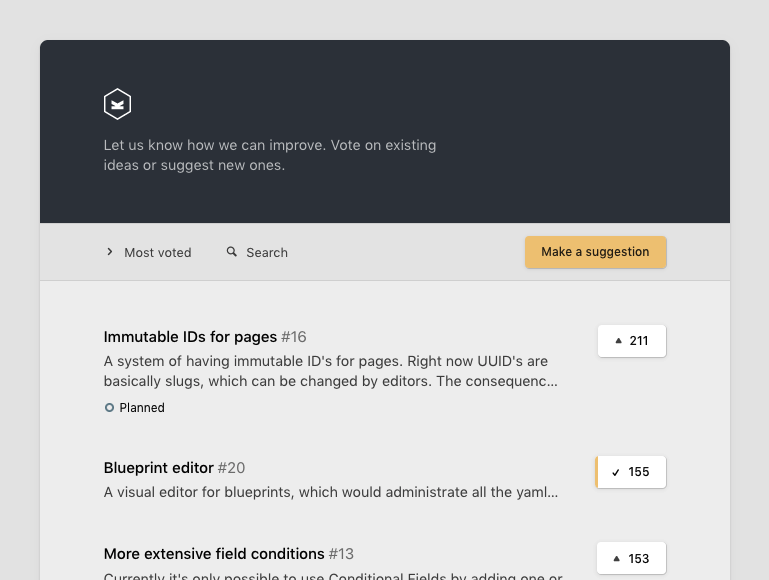 Let us know how we can improve. Vote on existing
ideas or suggest new ones.
Most voted
Search
Make a suggestion
Immutable IDs for pages #16
211
A system of having immutable ID's for pages. Right now UUID's are
basically slugs, which can be changed by editors. The consequenc...
Planned
Blueprint editor #20
155
A visual editor for blueprints, which would administrate all the yaml...
More extensive field conditions #13
153
Currently it's only possible to use Conditional Fields by adding one or